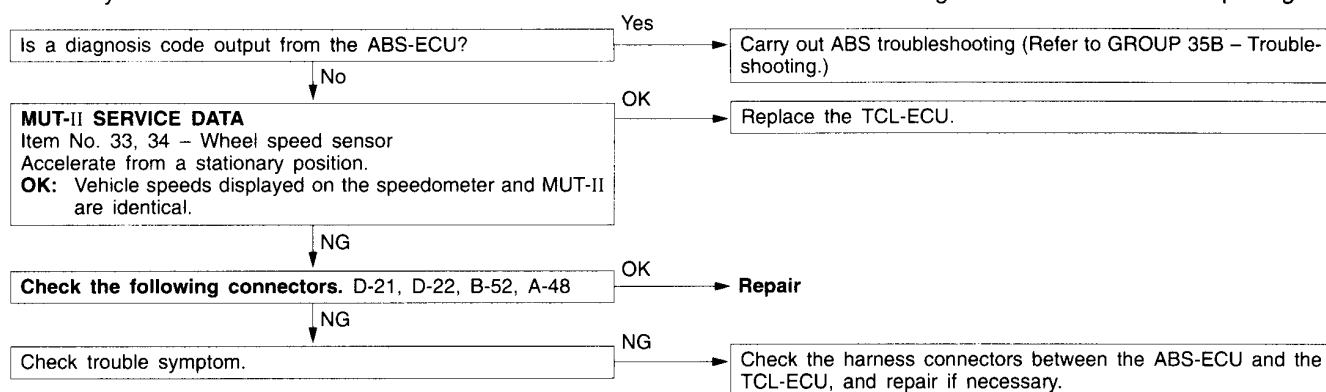 Yes
Is a diagnosis code output from the ABS-ECU?
Carry out ABS troubleshooting (Refer to GROUP 35B – Trouble-
shooting.)
No
OK
MUT-II SERVICE DATA
Item No. 33, 34 – Wheel speed sensor
Accelerate from a stationary position.
OK: Vehicle speeds displayed on the speedometer and MUT-II
are identical.
Replace the TCL-ECU.
NG
OK
Check the following connectors. D-21, D-22, B-52, A-48
Repair
NG
NG
Check trouble symptom.
Check the harness connectors between the ABS-ECU and the
TCL-ECU, and repair if necessary.